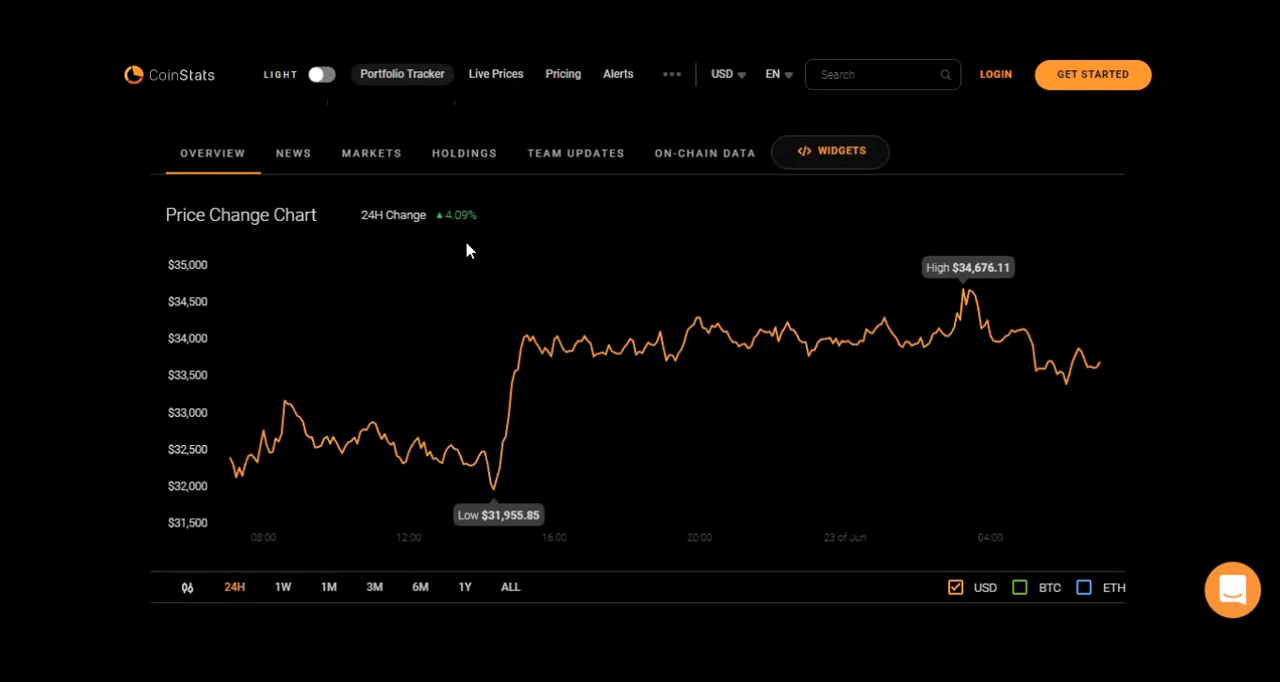 CoinStats LIGHT Portfolio Tracker Live Prices Pricing Alerts USD EN Search LOGIN GET STARTED
OVERVIEW NEWS MARKETS HOLDINGS TEAM UPDATES ON-CHAIN DATA </> WIDGETS
Price Change Chart 24H Change ▲4.09%
$35,000
High $34,676.11
$34,500
$34,000
$33,500
$33,000
$32,500
$32,000
Low $31,955.85
$31,500
08:00 12:00 16:00 20:00 23 of Jun 04:00
24H 1W 1M 3M 6M 1Y ALL USD BTC ETH